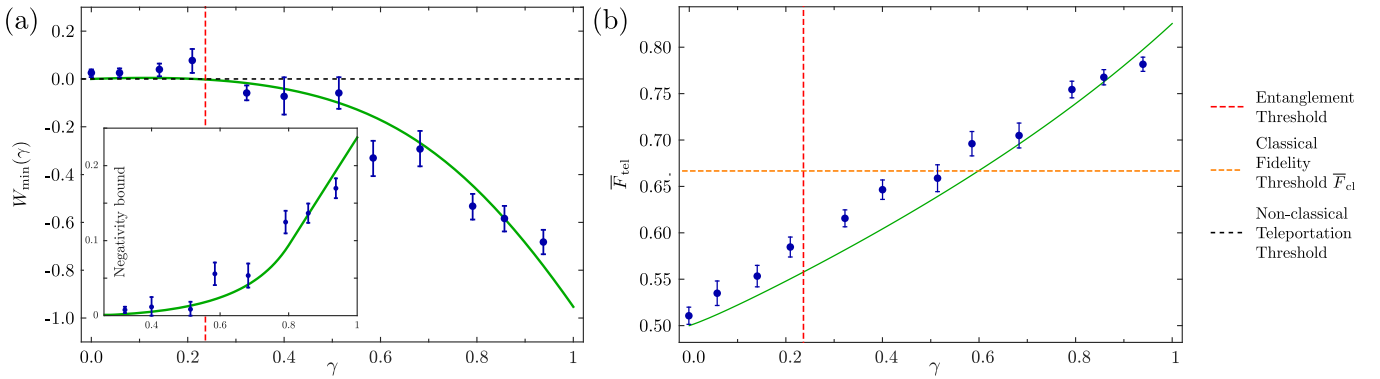 (a)
0.2
0.0
-0.2
-0.4
-0.6
-0.8
-1.0
W_min(γ)
0.0 0.2 0.4 0.6 0.8 1
γ
Negativity bound
0.2
0.1
0
0.4 0.6 0.8 1
(b)
0.80
0.75
0.70
0.65
0.60
0.55
0.50
F̅_tel
0.0 0.2 0.4 0.6 0.8 1
γ
Entanglement
Threshold
Classical
Fidelity
Threshold F̅_cl
Non-classical
Teleportation
Threshold